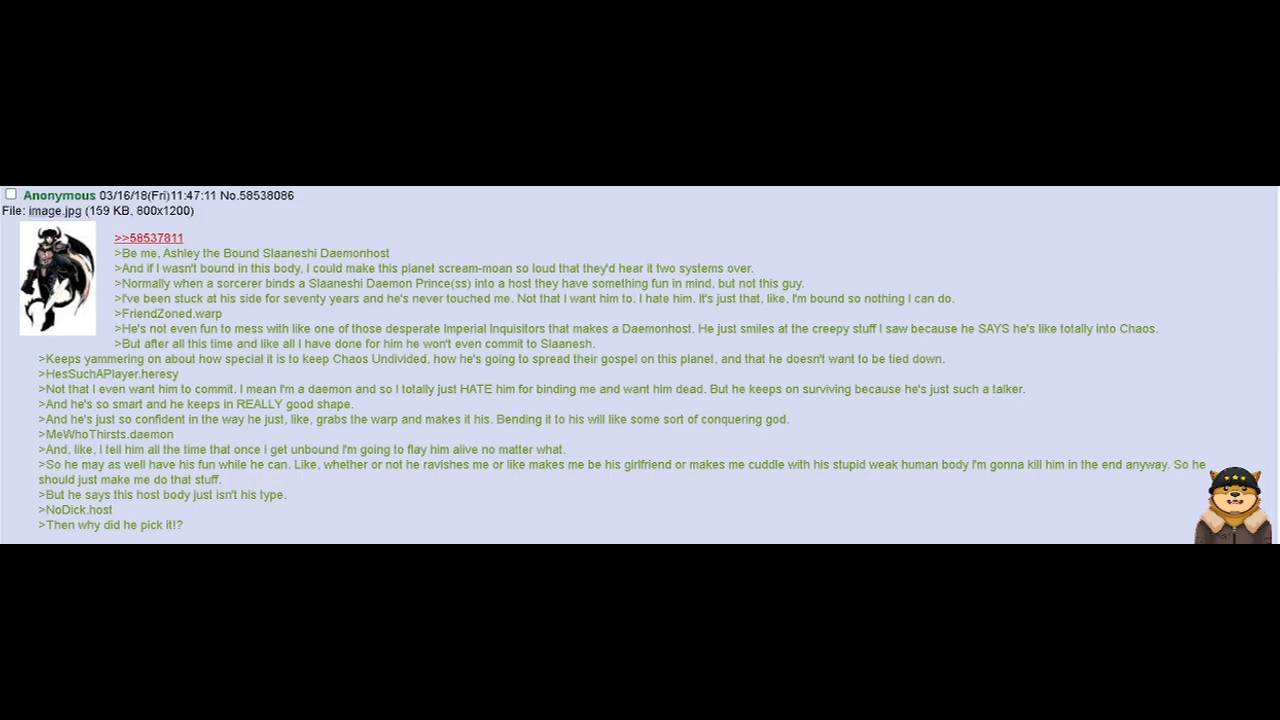 Anonymous 03/16/18(Fri)11:47:11 No.58538086
File: image.jpg (159 KB, 800x1200)
>>58537811
>Be me, Ashley the Bound Slaaneshi Daemonhost
>And if I wasn't bound in this body, I could make this planet scream-moan so loud that they'd hear it two systems over.
>Normally when a sorcerer binds a Slaaneshi Daemon Prince(ss) into a host they have something fun in mind, but not this guy.
>I've been stuck at his side for seventy years and he's never touched me. Not that I want him to. I hate him. It's just that, like, I'm bound so nothing I can do.
>FriendZoned.warp
>He's not even fun to mess with like one of those desperate Imperial Inquisitors that makes a Daemonhost. He just smiles at the creepy stuff I saw because he SAYS he's like totally into Chaos.
>But after all this time and like all I have done for him he won't even commit to Slaanesh.
>Keeps yammering on about how special it is to keep Chaos Undivided, how he's going to spread their gospel on this planet, and that he doesn't want to be tied down.
>HesSuchAPlayer.heresy
>Not that I even want him to commit. I mean I'm a daemon and so I totally just HATE him for binding me and want him dead. But he keeps on surviving because he's just such a talker.
>And he's so smart and he keeps in REALLY good shape.
>And he's just so confident in the way he just, like, grabs the warp and makes it his. Bending it to his will like some sort of conquering god.
>MeWhoThirsts.daemon
>And, like, I tell him all the time that once I get unbound I'm going to flay him alive no matter what.
>So he may as well have his fun while he can. Like, whether or not he ravishes me or like makes me be his girlfriend or makes me cuddle with his stupid weak human body I'm gonna kill him in the end anyway. So he
should just make me do that stuff.
>But he says this host body just isn't his type.
>NoDick.host
>Then why did he pick it!?